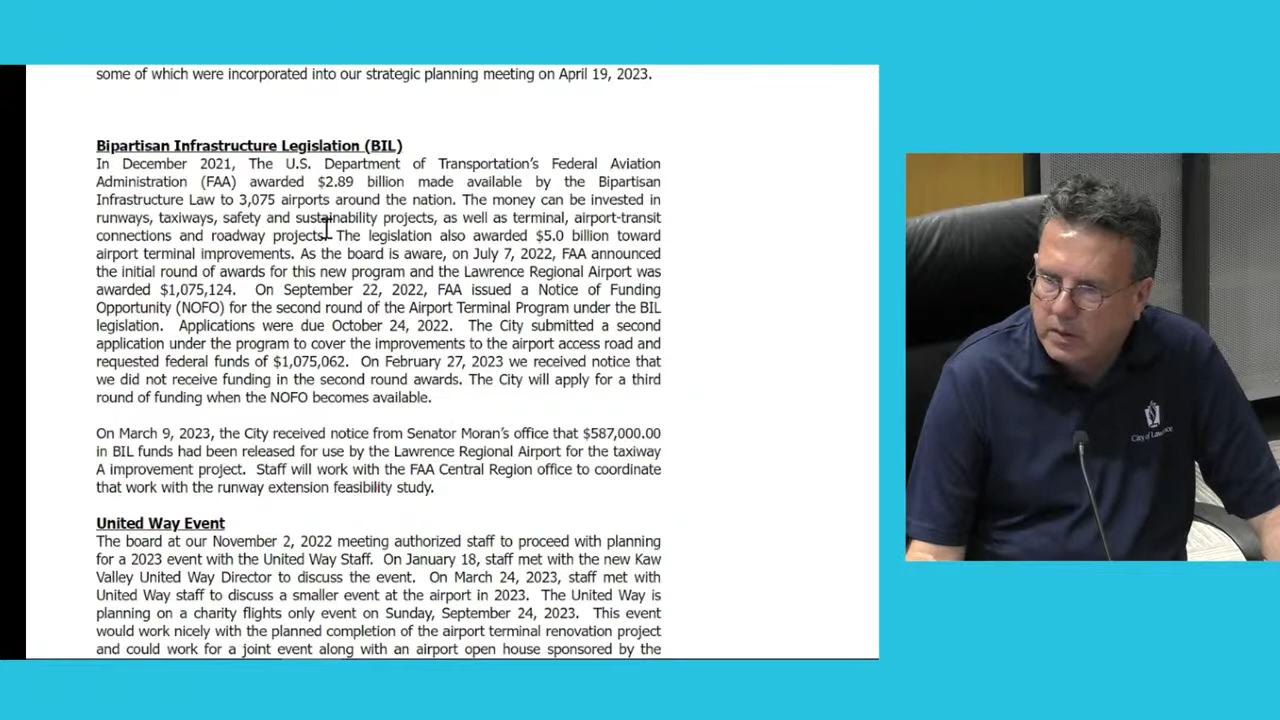 some of which were incorporated into our strategic planning meeting on April 19, 2023.
Bipartisan Infrastructure Legislation (BIL)
In December 2021, The U.S. Department of Transportation's Federal Aviation
Administration (FAA) awarded $2.89 billion made available by the Bipartisan
Infrastructure Law to 3,075 airports around the nation. The money can be invested in
runways, taxiways, safety and sustainability projects, as well as terminal, airport-transit
connections and roadway projects. The legislation also awarded $5.0 billion toward
airport terminal improvements. As the board is aware, on July 7, 2022, FAA announced
the initial round of awards for this new program and the Lawrence Regional Airport was
awarded $1,075,124. On September 22, 2022, FAA issued a Notice of Funding
Opportunity (NOFO) for the second round of the Airport Terminal Program under the BIL
legislation. Applications were due October 24, 2022. The City submitted a second
application under the program to cover the improvements to the airport access road and
requested federal funds of $1,075,062. On February 27, 2023 we received notice that
we did not receive funding in the second round awards. The City will apply for a third
round of funding when the NOFO becomes available.
On March 9, 2023, the City received notice from Senator Moran's office that $587,000.00
in BIL funds had been released for use by the Lawrence Regional Airport for the taxiway
A improvement project. Staff will work with the FAA Central Region office to coordinate
that work with the runway extension feasibility study.
United Way Event
The board at our November 2, 2022 meeting authorized staff to proceed with planning
for a 2023 event with the United Way Staff. On January 18, staff met with the new Kaw
Valley United Way Director to discuss the event. On March 24, 2023, staff met with
United Way staff to discuss a smaller event at the airport in 2023. The United Way is
planning on a charity flights only event on Sunday, September 24, 2023. This event
would work nicely with the planned completion of the airport terminal renovation project
and could work for a joint event along with an airport open house sponsored by the
City of Lawrence